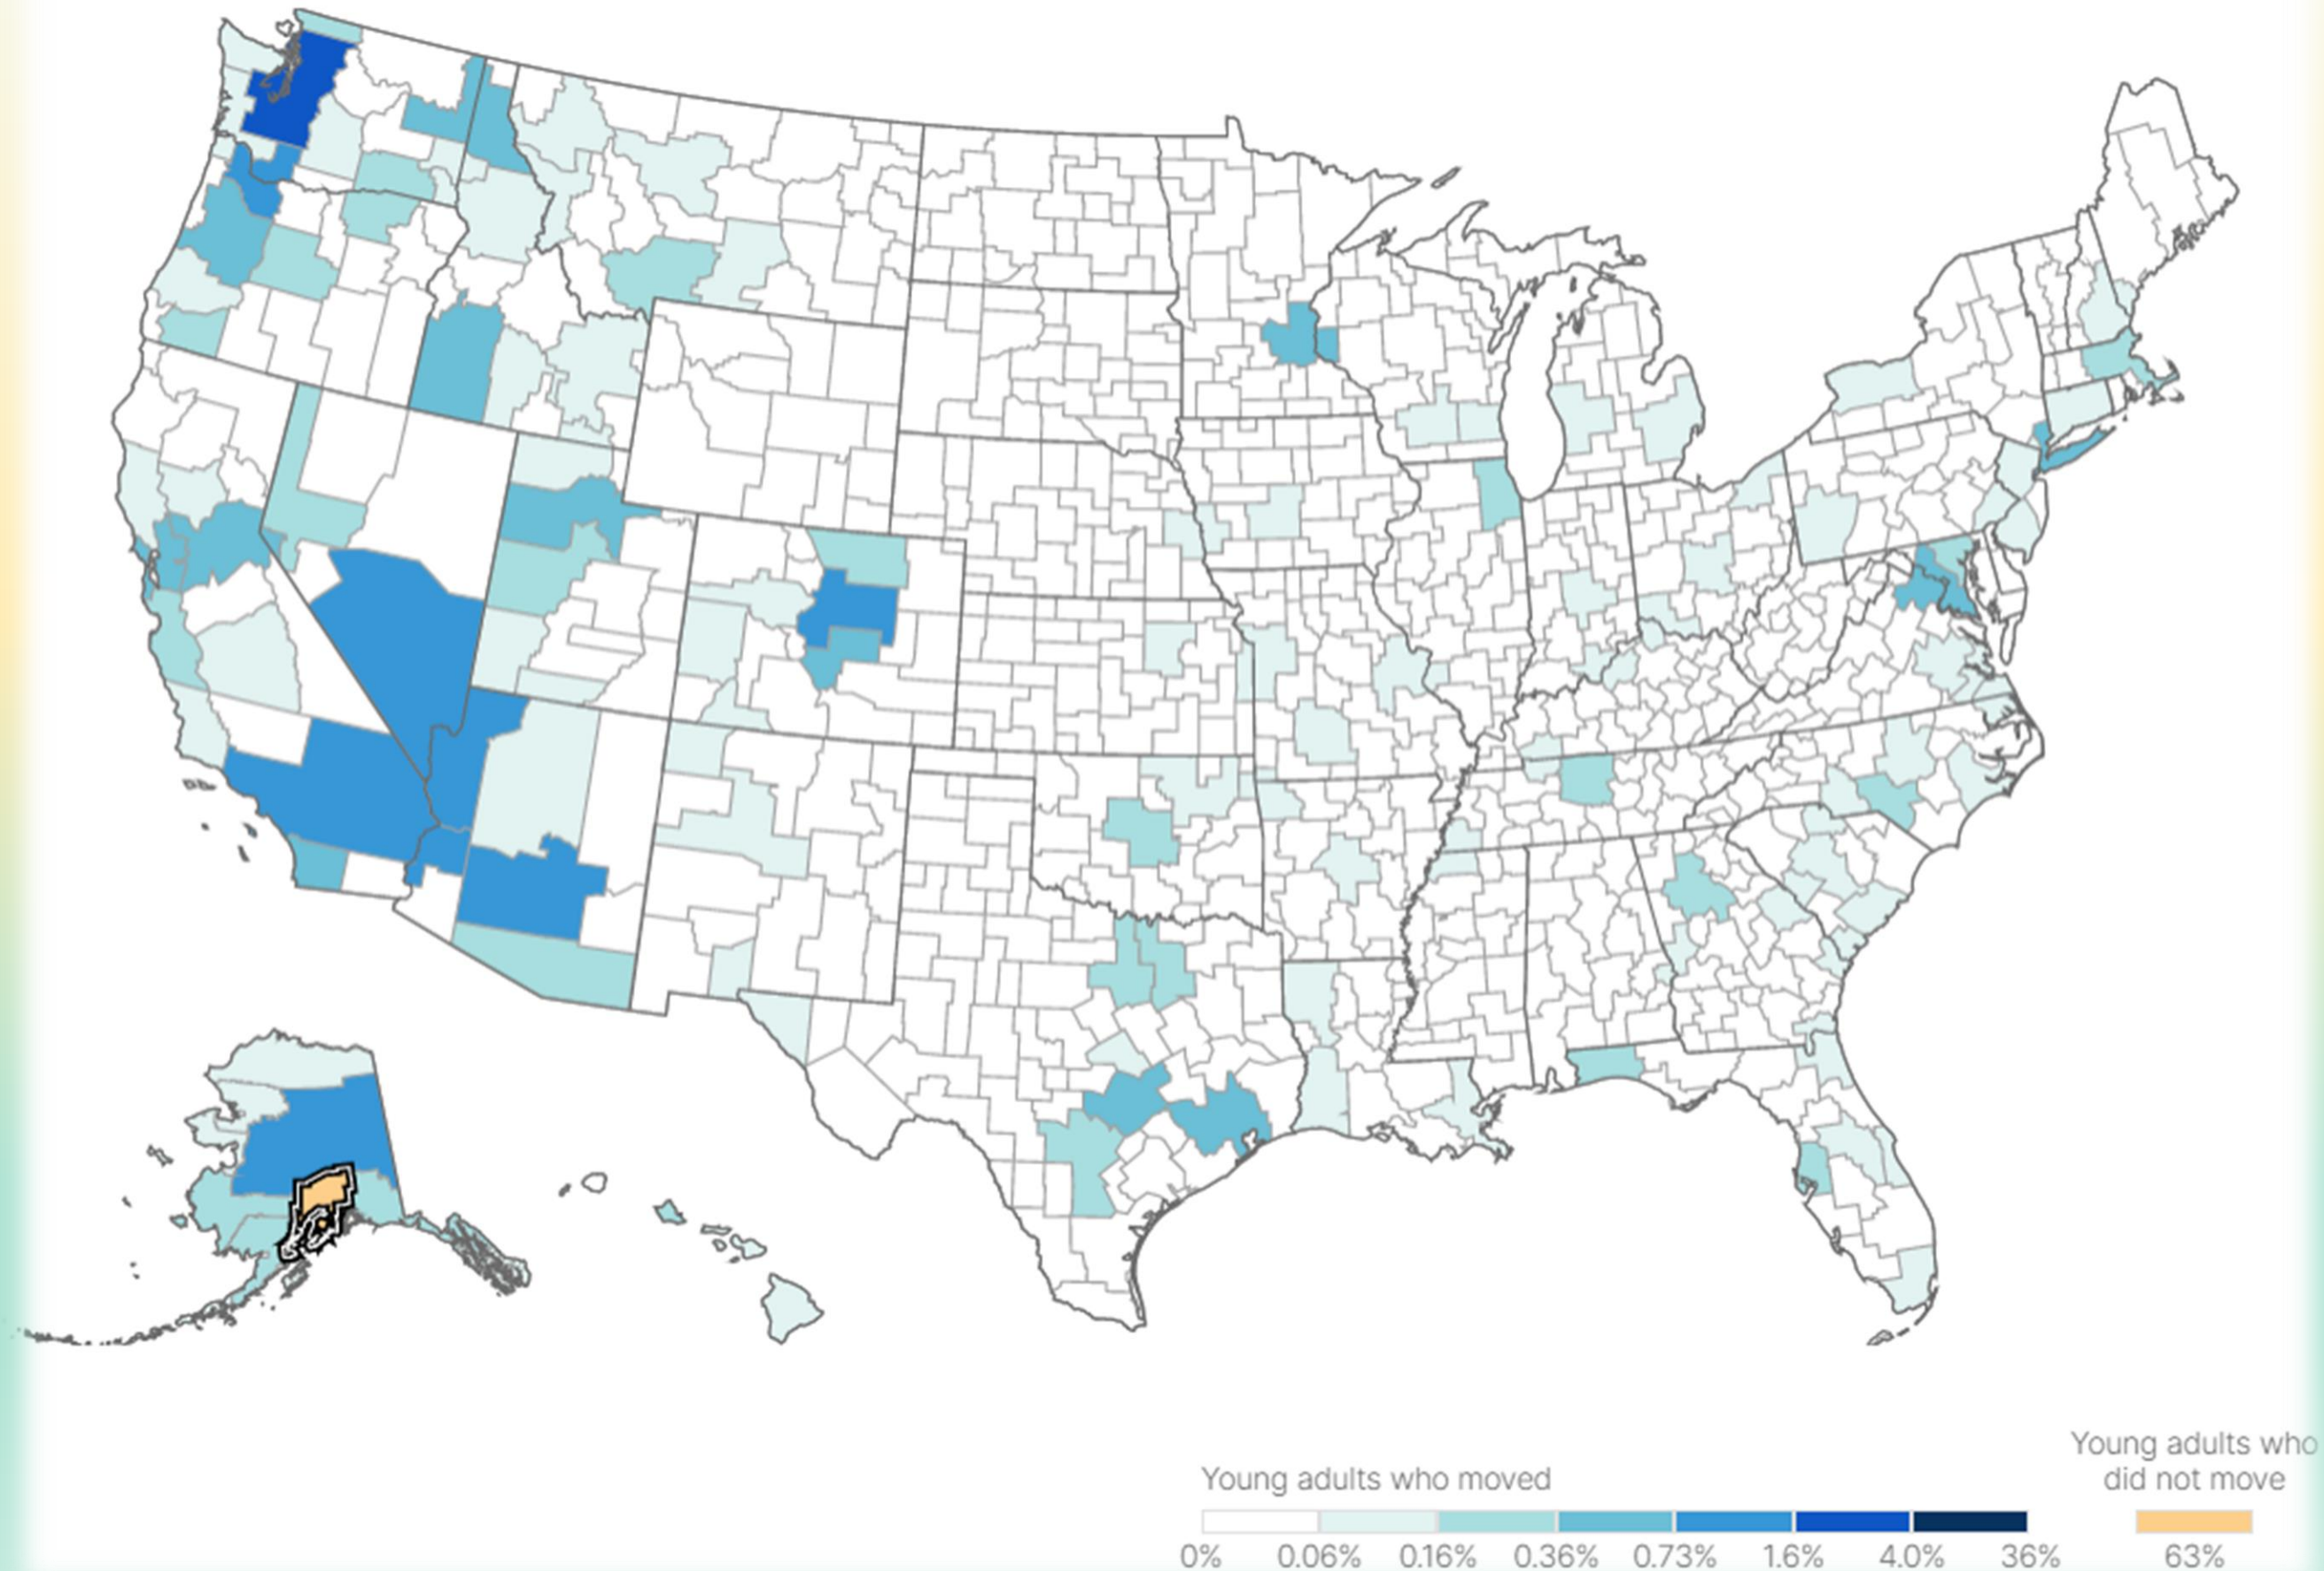 Young adults who moved
0% 0.06% 0.16% 0.36% 0.73% 1.6% 4.0% 36%
Young adults who
did not move
63%